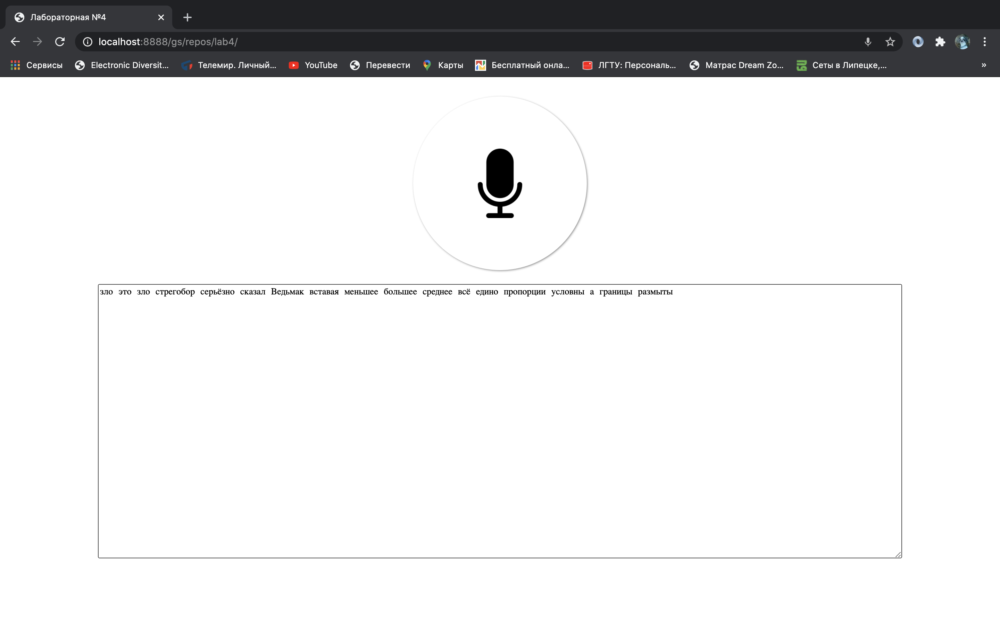 Лабораторная №4
localhost:8888/gs/repos/lab4/
Сервисы Electronic Diversit... Телемир. Личный... YouTube Перевести Карты Бесплатный онла... ЛГТУ: Персональ... Матрас Dream Zo... Сеты в Липецке,... »
зло это зло стрегобор серьёзно сказал Ведьмак вставая меньшее большее среднее всё едино пропорции условны а границы размыты